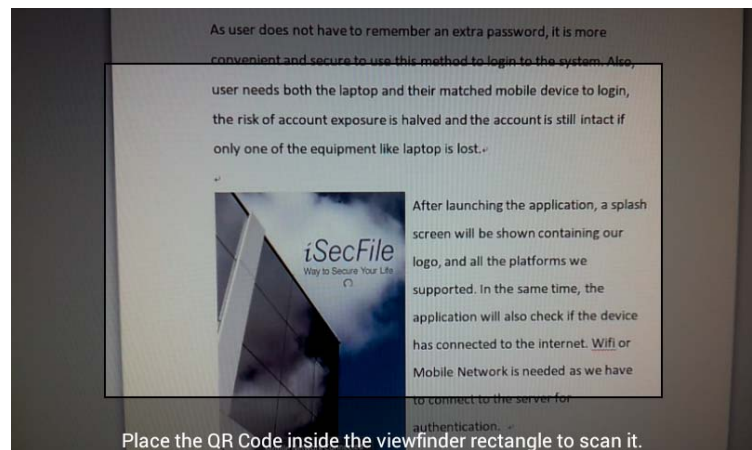 As user does not have to remember an extra password, it is more
convenient and secure to use this method to login to the system. Also,
user needs both the laptop and their matched mobile device to login,
the risk of account exposure is halved and the account is still intact if
only one of the equipment like laptop is lost.
iSecFile
Way to Secure Your Life
After launching the application, a splash
screen will be shown containing our
logo, and all the platforms we
supported. In the same time, the
application will also check if the device
has connected to the internet. Wifi or
Mobile Network is needed as we have
to connect to the server for
authentication.
Place the QR Code inside the viewfinder rectangle to scan it.